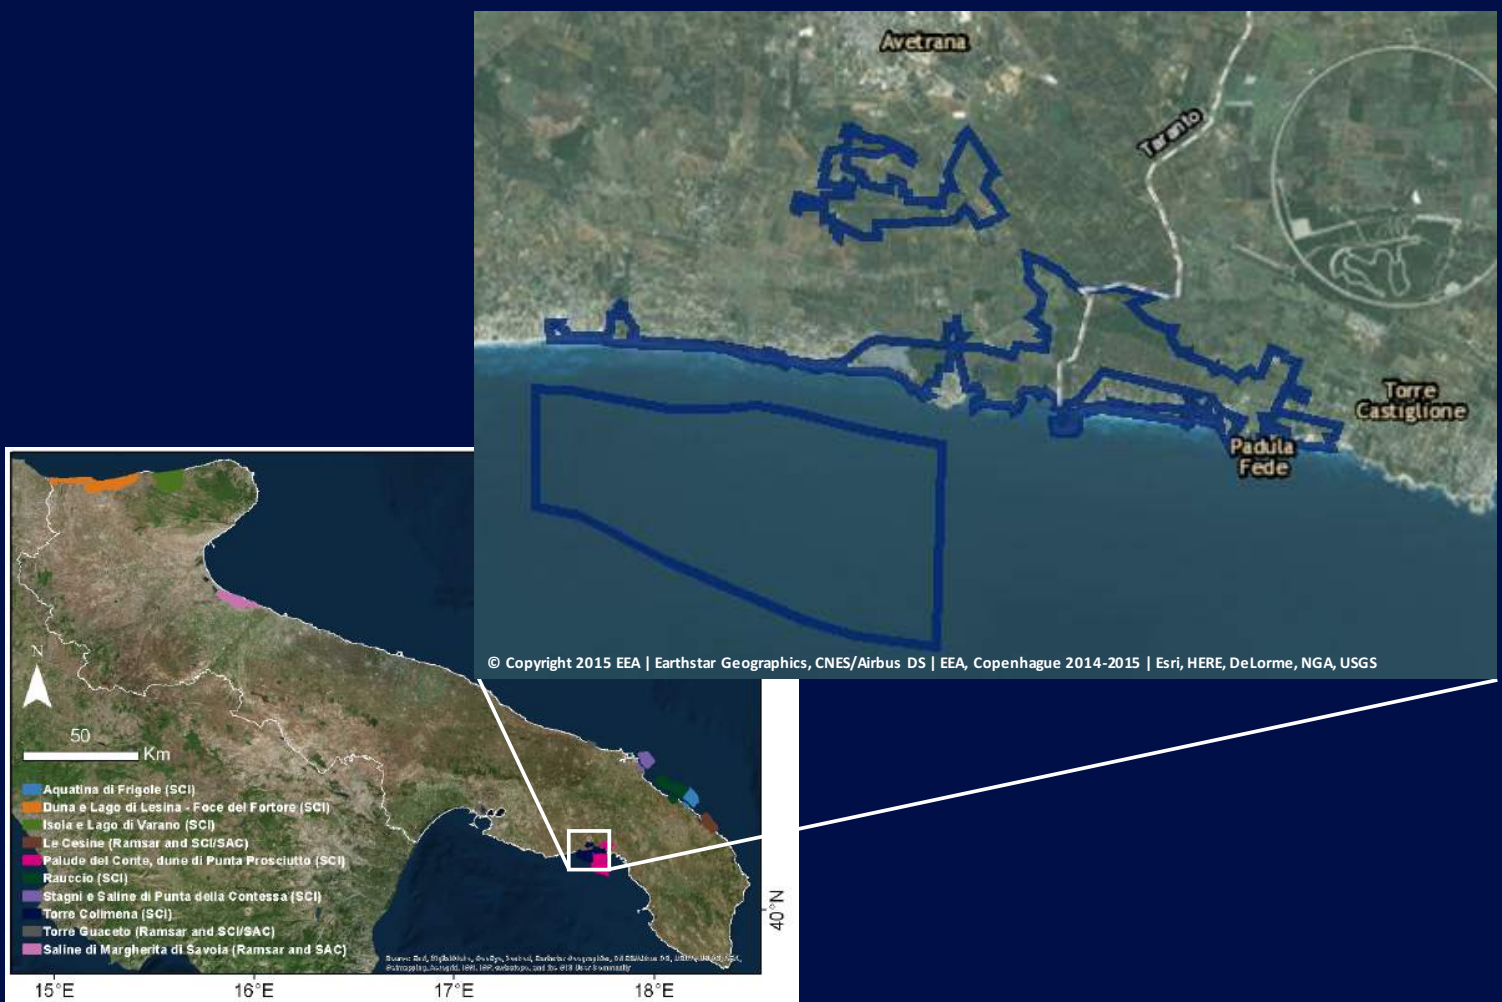 Avetrana
Taranto
Torre
Castiglione
Padula
Fede
© Copyright 2015 EEA | Earthstar Geographics, CNES/Airbus DS | EEA, Copenhague 2014-2015 | Esri, HERE, DeLorme, NGA, USGS
N
50
Km
Aquatina di Frigole (SCI)
Duna e Lago di Lesina - Foce del Fortore (SCI)
Isola e Lago di Varano (SCI)
Le Cesine (Ramsar and SCI/SAC)
Palude del Conte, dune di Punta Prosciutto (SCI)
Rauccio (SCI)
Stagni e Saline di Punta della Contessa (SCI)
Torre Colimena (SCI)
Torre Guaceto (Ramsar and SCI/SAC)
Saline di Margherita di Savoia (Ramsar and SAC)
40°N
15°E
16°E
17°E
18°E